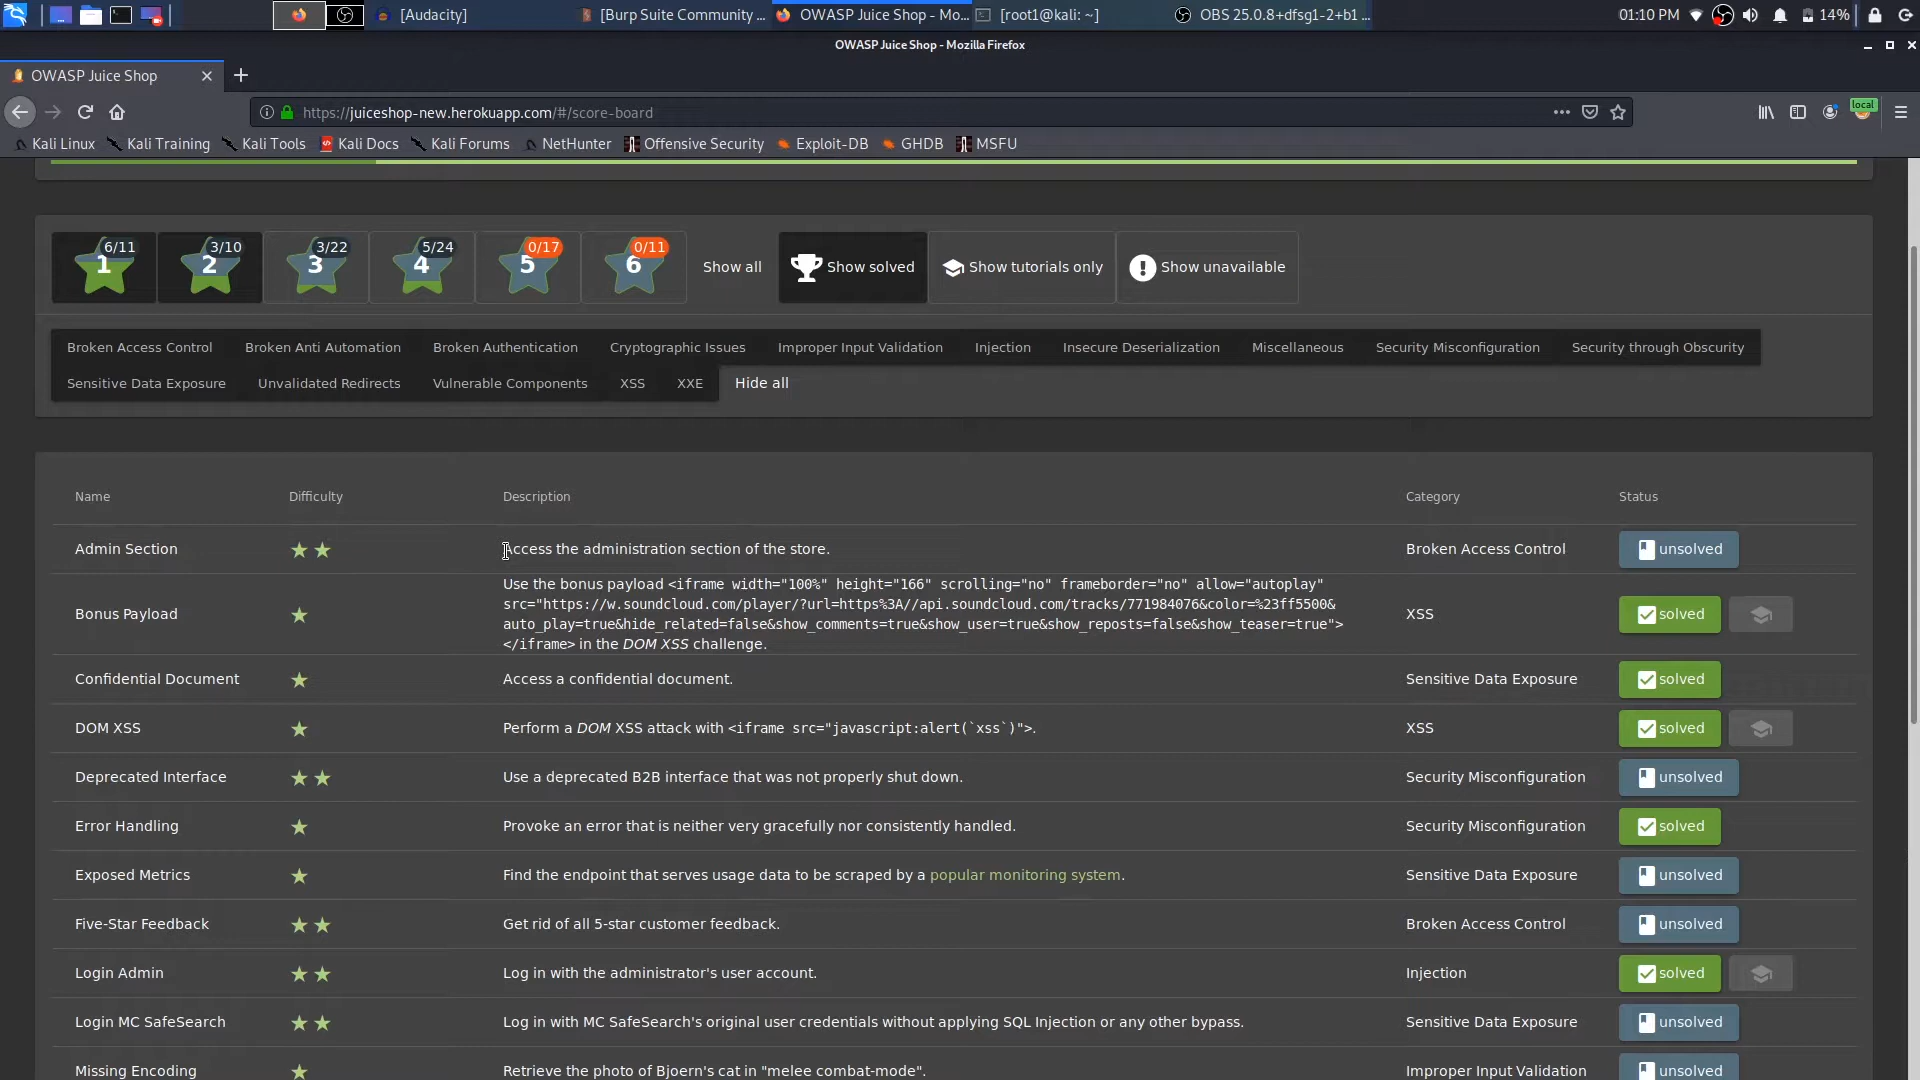 [Audacity] [Burp Suite Community ... OWASP Juice Shop - Mo... [root1@kali: ~] OBS 25.0.8+dfsg1-2+b1 ... 01:10 PM 14%
OWASP Juice Shop - Mozilla Firefox
OWASP Juice Shop
https://juiceshop-new.herokuapp.com/#/score-board local
Kali Linux Kali Training Kali Tools Kali Docs Kali Forums NetHunter Offensive Security Exploit-DB GHDB MSFU
6/11 3/10 3/22 5/24 0/17 0/11
1 2 3 4 5 6 Show all Show solved Show tutorials only Show unavailable
Broken Access Control Broken Anti Automation Broken Authentication Cryptographic Issues Improper Input Validation Injection Insecure Deserialization Miscellaneous Security Misconfiguration Security through Obscurity
Sensitive Data Exposure Unvalidated Redirects Vulnerable Components XSS XXE Hide all
Name Difficulty Description Category Status
Admin Section Access the administration section of the store. Broken Access Control unsolved
Use the bonus payload <iframe width="100%" height="166" scrolling="no" frameborder="no" allow="autoplay"
src="https://w.soundcloud.com/player/?url=https%3A//api.soundcloud.com/tracks/771984076&color=%23ff5500&
Bonus Payload XSS solved
auto_play=true&hide_related=false&show_comments=true&show_user=true&show_reposts=false&show_teaser=true">
</iframe> in the DOM XSS challenge.
Confidential Document Access a confidential document. Sensitive Data Exposure solved
DOM XSS Perform a DOM XSS attack with <iframe src="javascript:alert(`xss`)">. XSS solved
Deprecated Interface Use a deprecated B2B interface that was not properly shut down. Security Misconfiguration unsolved
Error Handling Provoke an error that is neither very gracefully nor consistently handled. Security Misconfiguration solved
Exposed Metrics Find the endpoint that serves usage data to be scraped by a popular monitoring system. Sensitive Data Exposure unsolved
Five-Star Feedback Get rid of all 5-star customer feedback. Broken Access Control unsolved
Login Admin Log in with the administrator's user account. Injection solved
Login MC SafeSearch Log in with MC SafeSearch's original user credentials without applying SQL Injection or any other bypass. Sensitive Data Exposure unsolved
Missing Encoding Retrieve the photo of Bjoern's cat in "melee combat-mode". Improper Input Validation unsolved